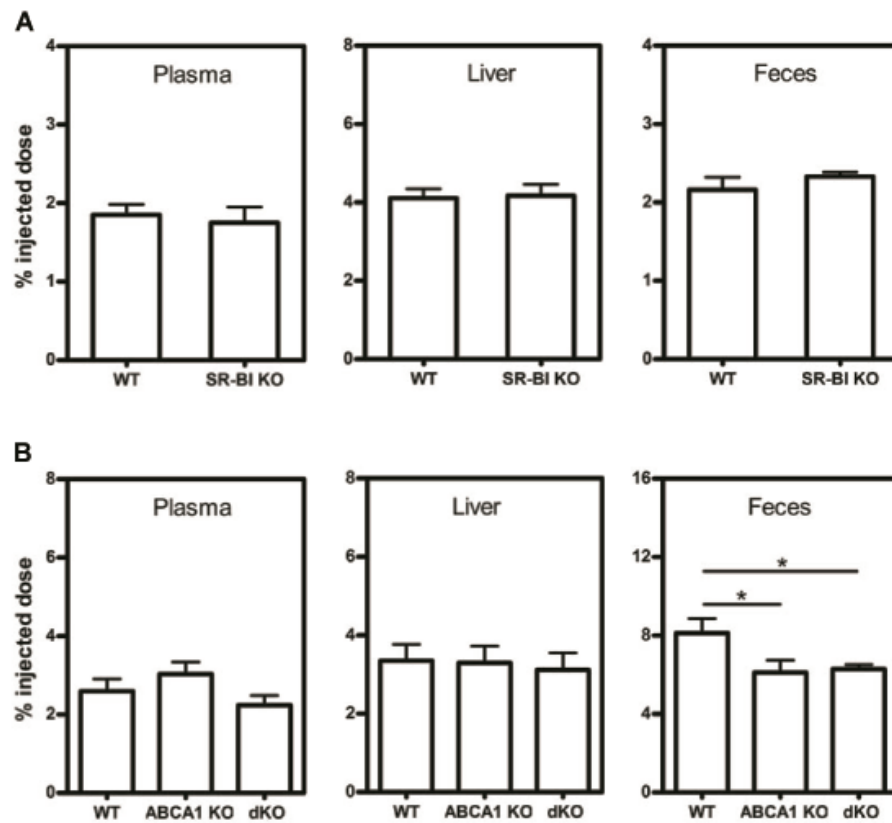 A
Plasma
Liver
Feces
% injected dose
4
3
2
1
0
WT
SR-BI KO
8
6
4
2
0
WT
SR-BI KO
4
3
2
1
0
WT
SR-BI KO
B
Plasma
Liver
Feces
% injected dose
8
6
4
2
0
WT
ABCA1 KO
dKO
8
6
4
2
0
WT
ABCA1 KO
dKO
16
12
8
4
0
*
*
WT
ABCA1 KO
dKO